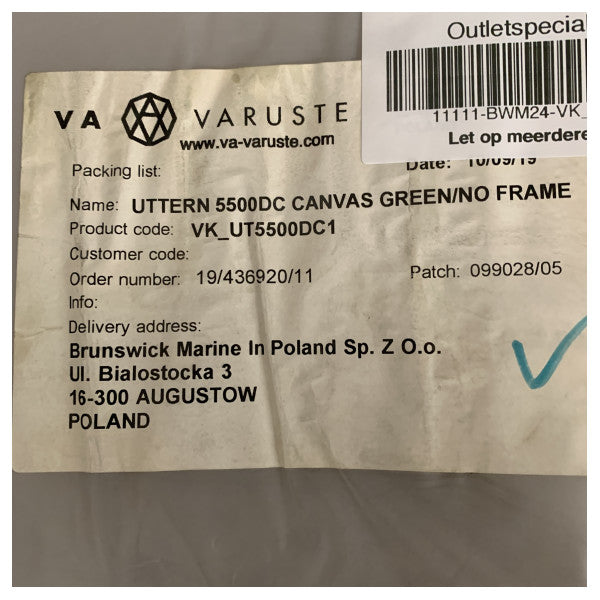 Outletspecial
11111-BWM24-VK_
Let op meerdere
VA VARUSTE
www.va-varuste.com
Packing list:
Date: 10/09/19
Name: UTTERN 5500DC CANVAS GREEN/NO FRAME
Product code: VK_UT5500DC1
Customer code:
Order number: 19/436920/11 Patch: 099028/05
Info:
Delivery address:
Brunswick Marine In Poland Sp. Z O.o.
Ul. Bialostocka 3
16-300 AUGUSTOW
POLAND